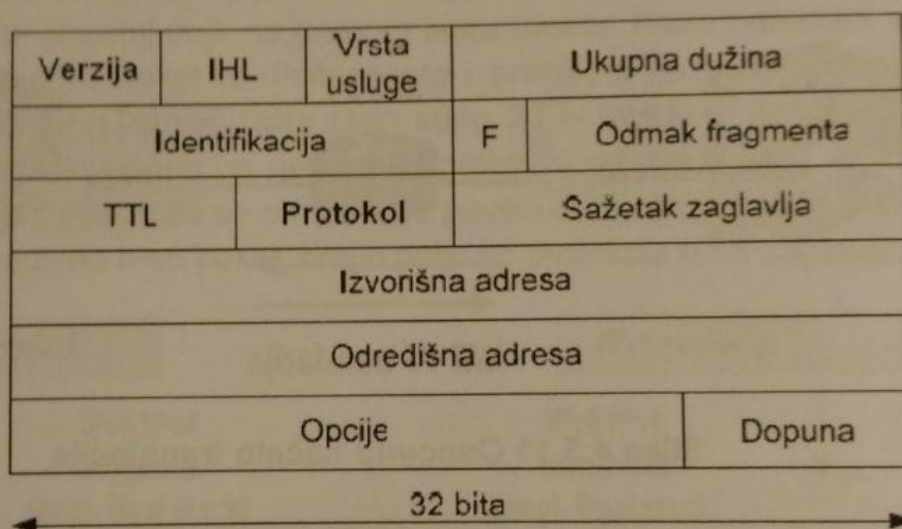 Verzija IHL Vrsta usluge Ukupna dužina
Identifikacija F Odmak fragmenta
TTL Protokol Sažetak zaglavlja
Izvorišna adresa
Odredišna adresa
Opcije Dopuna
32 bita